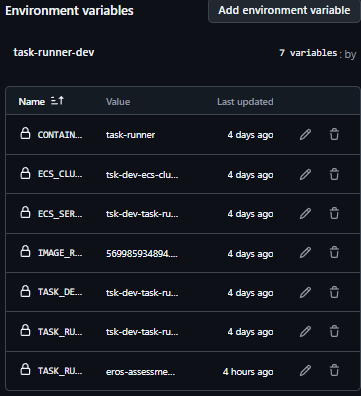 Environment variables
Add environment variable
task-runner-dev
7 variables: by
Name Value Last updated
CONTAIN... task-runner 4 days ago
ECS_CLU... tsk-dev-ecs-clu... 4 days ago
ECS_SER... tsk-dev-task-ru... 4 days ago
IMAGE_R... 569985934894.... 4 days ago
TASK_DE... tsk-dev-task-ru... 4 days ago
TASK_RU... tsk-dev-task-ru... 4 days ago
TASK_RU... eros-assessme... 4 hours ago